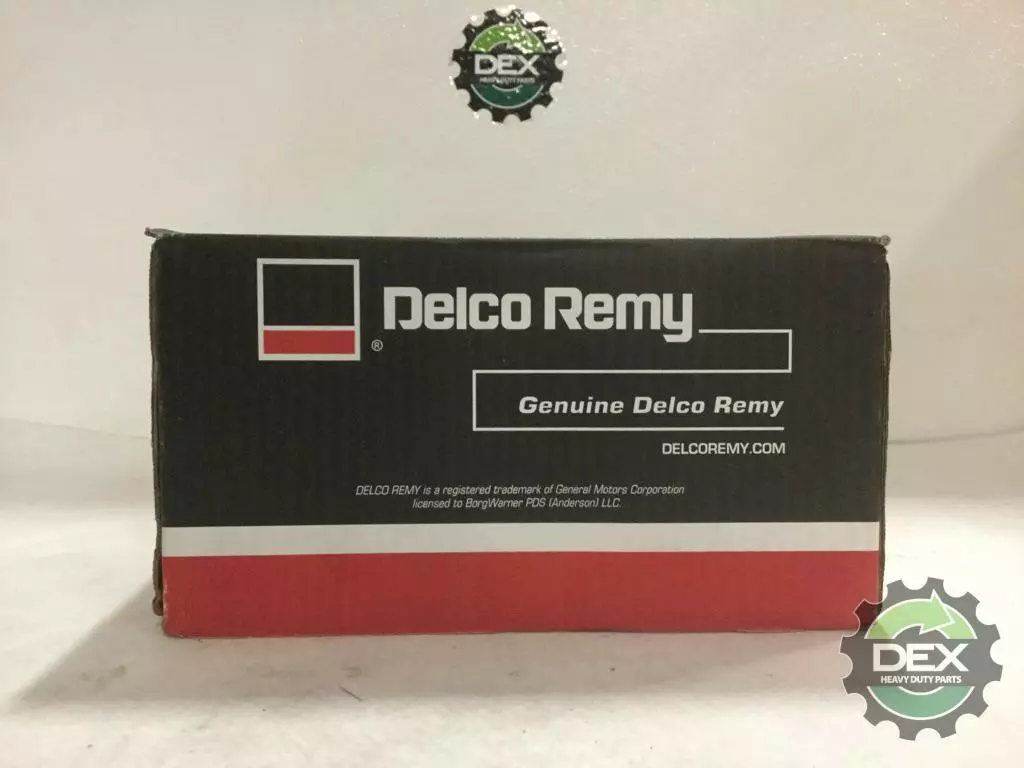 DEX
HEAVY DUTY PARTS
Delco Remy
®
Genuine Delco Remy
DELCOREMY.COM
DELCO REMY is a registered trademark of General Motors Corporation
licensed to BorgWarner PDS (Anderson) LLC.
DEX
HEAVY DUTY PARTS